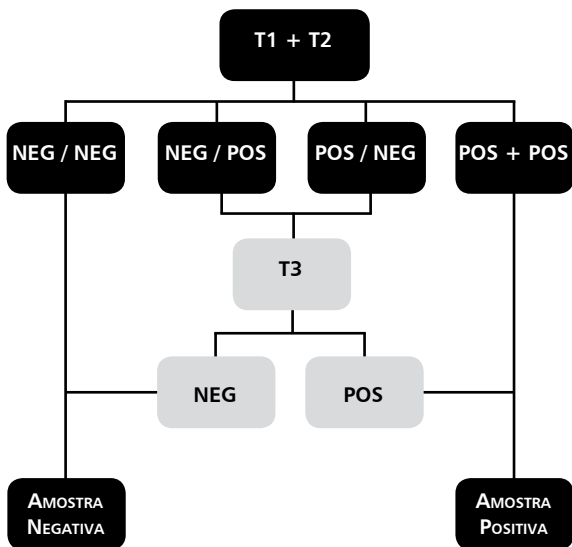 T1 + T2
NEG / NEG
NEG / POS
POS / NEG
POS + POS
T3
NEG
POS
AMOSTRA
NEGATIVA
AMOSTRA
POSITIVA